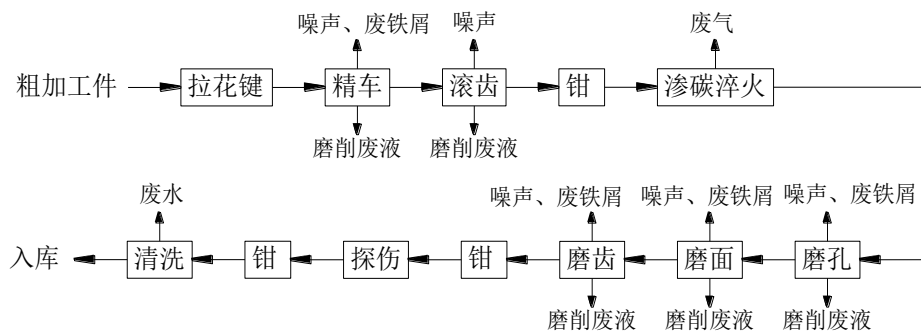 噪声、废铁屑 噪声 废气
粗加工件 拉花键 精车 滚齿 钳 渗碳淬火
磨削废液 磨削废液
废水 噪声、废铁屑 噪声、废铁屑 噪声、废铁屑
入库 清洗 钳 探伤 钳 磨齿 磨面 磨孔
磨削废液 磨削废液 磨削废液